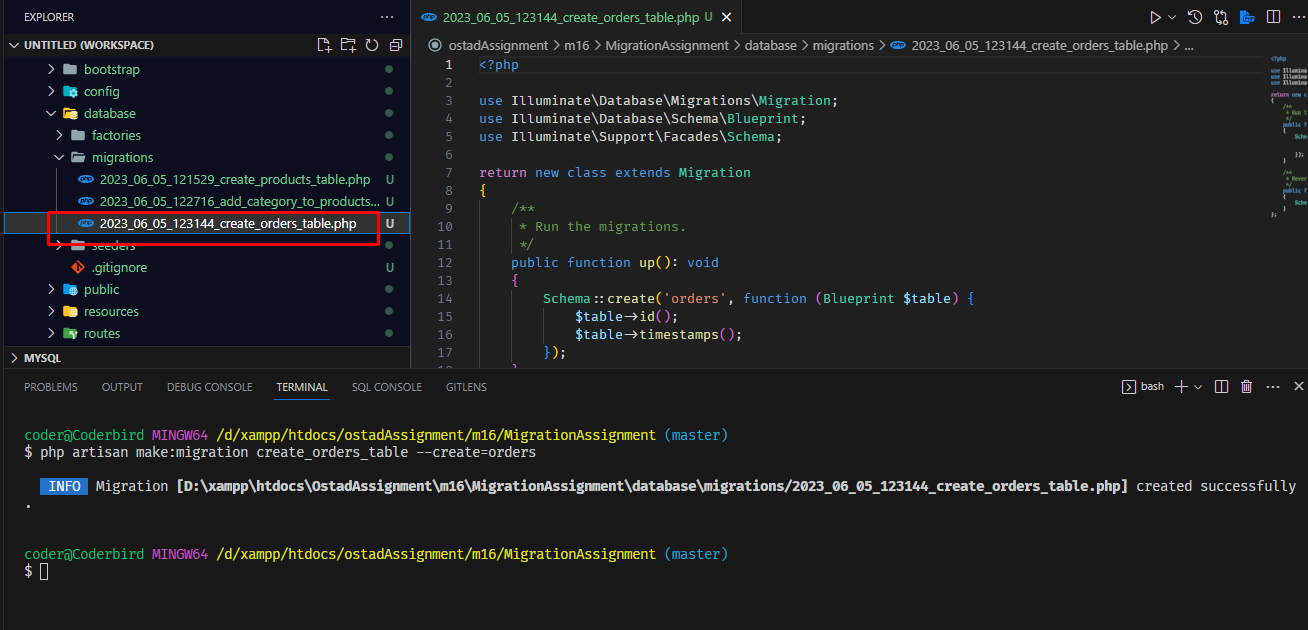 EXPLORER
UNTITLED (WORKSPACE)
bootstrap
config
database
factories
migrations
2023_06_05_121529_create_products_table.php U
2023_06_05_122716_add_category_to_products... U
2023_06_05_123144_create_orders_table.php U
seeders
.gitignore U
public
resources
routes
MYSQL
php 2023_06_05_123144_create_orders_table.php U
ostadAssignment > m16 > MigrationAssignment > database > migrations > php 2023_06_05_123144_create_orders_table.php > ...
1 <?php
2
3 use Illuminate\Database\Migrations\Migration;
4 use Illuminate\Database\Schema\Blueprint;
5 use Illuminate\Support\Facades\Schema;
6
7 return new class extends Migration
8 {
9 /**
10 * Run the migrations.
11 */
12 public function up(): void
13 {
14 Schema::create('orders', function (Blueprint $table) {
15 $table->id();
16 $table->timestamps();
17 });
PROBLEMS OUTPUT DEBUG CONSOLE TERMINAL SQL CONSOLE GITLENS
bash
coder@Coderbird MINGW64 /d/xampp/htdocs/ostadAssignment/m16/MigrationAssignment (master)
$ php artisan make:migration create_orders_table --create=orders
INFO Migration [D:\xampp\htdocs\OstadAssignment\m16\MigrationAssignment\database\migrations/2023_06_05_123144_create_orders_table.php] created successfully
.
coder@Coderbird MINGW64 /d/xampp/htdocs/ostadAssignment/m16/MigrationAssignment (master)
$